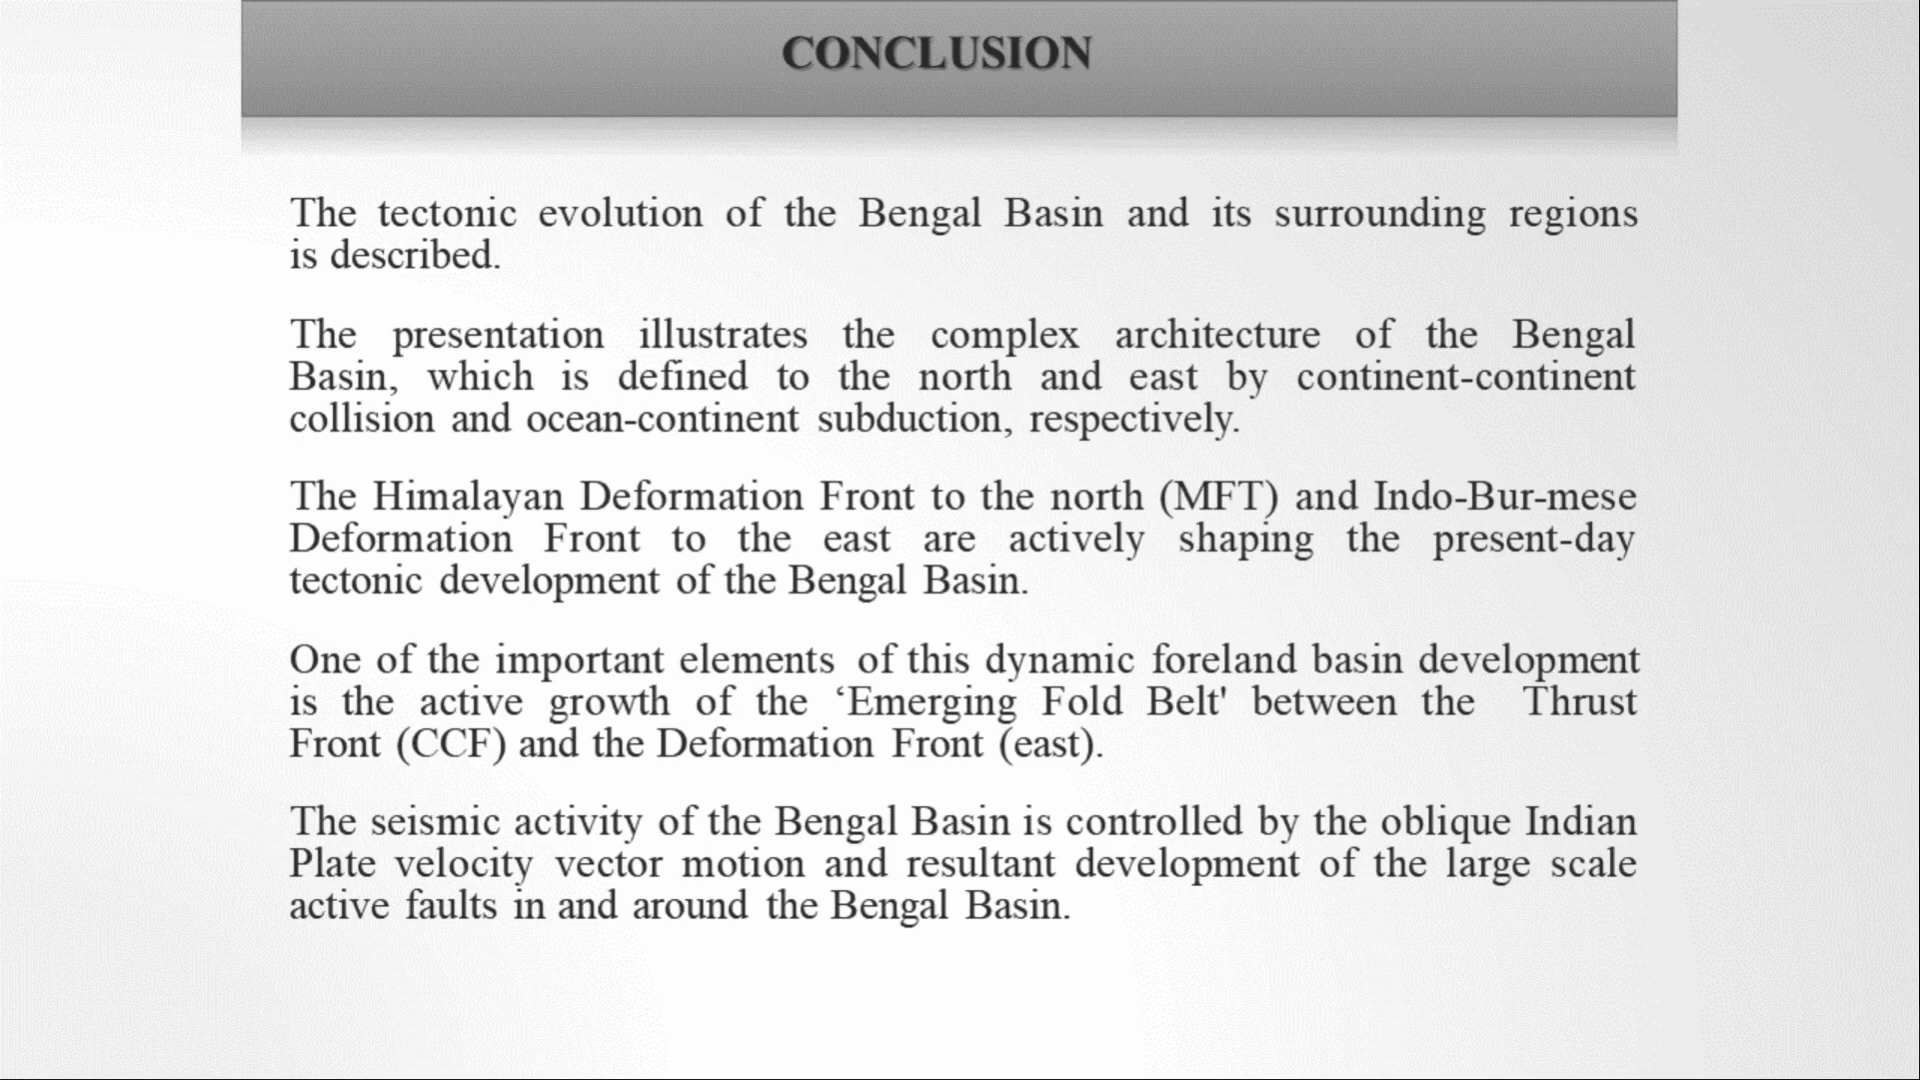 CONCLUSION
The tectonic evolution of the Bengal Basin and its surrounding regions
is described.
The presentation illustrates the complex architecture of the Bengal
Basin, which is defined to the north and east by continent-continent
collision and ocean-continent subduction, respectively.
The Himalayan Deformation Front to the north (MFT) and Indo-Bur-mese
Deformation Front to the east are actively shaping the present-day
tectonic development of the Bengal Basin.
One of the important elements of this dynamic foreland basin development
is the active growth of the ‘Emerging Fold Belt' between the Thrust
Front (CCF) and the Deformation Front (east).
The seismic activity of the Bengal Basin is controlled by the oblique Indian
Plate velocity vector motion and resultant development of the large scale
active faults in and around the Bengal Basin.